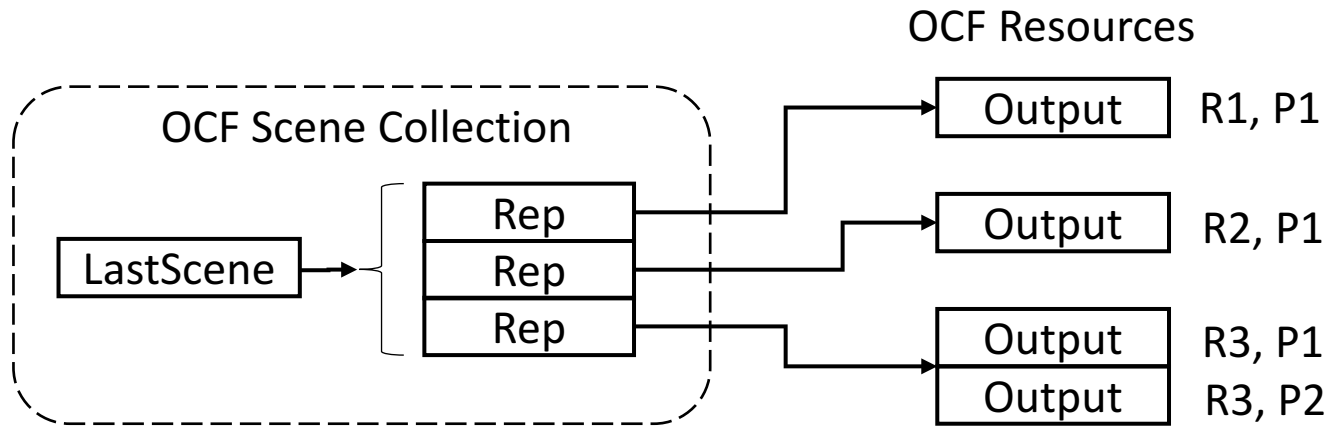 OCF Resources
Output R1, P1
OCF Scene Collection
Rep
Output R2, P1
LastScene
Rep
Rep
Output R3, P1
Output R3, P2